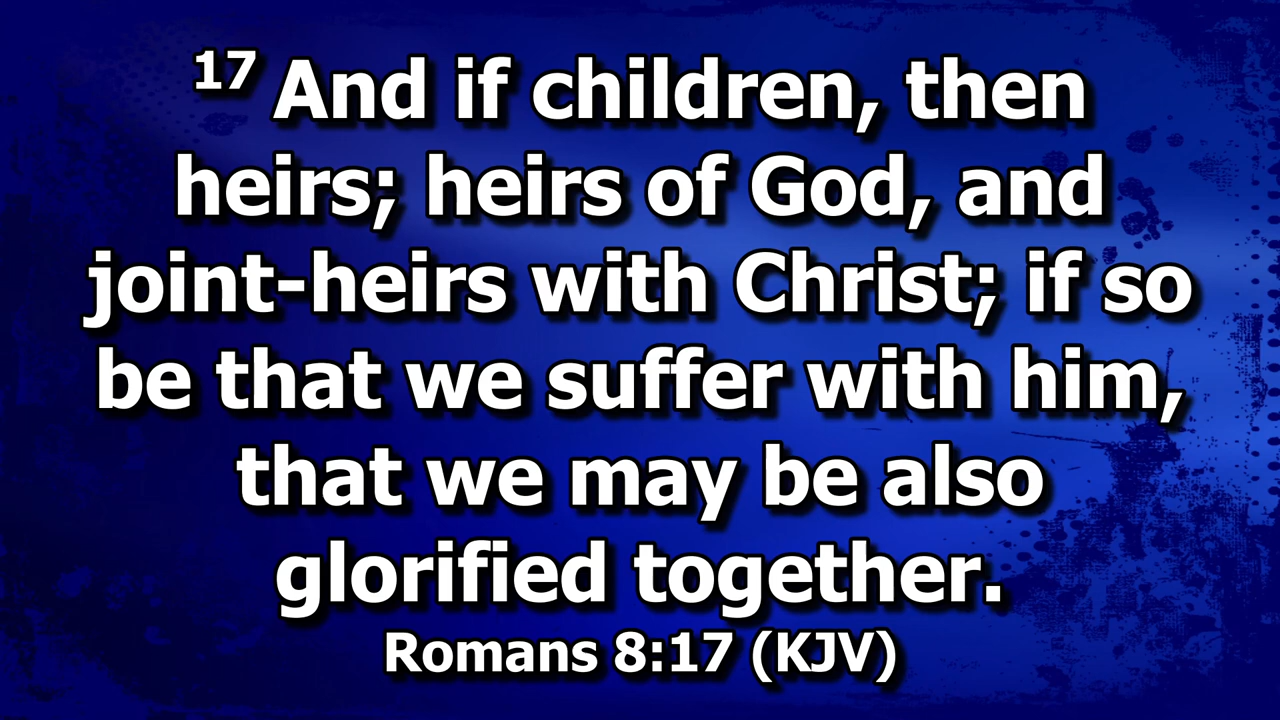 17 And if children, then
heirs; heirs of God, and
joint-heirs with Christ; if so
be that we suffer with him,
that we may be also
glorified together.
Romans 8:17 (KJV)